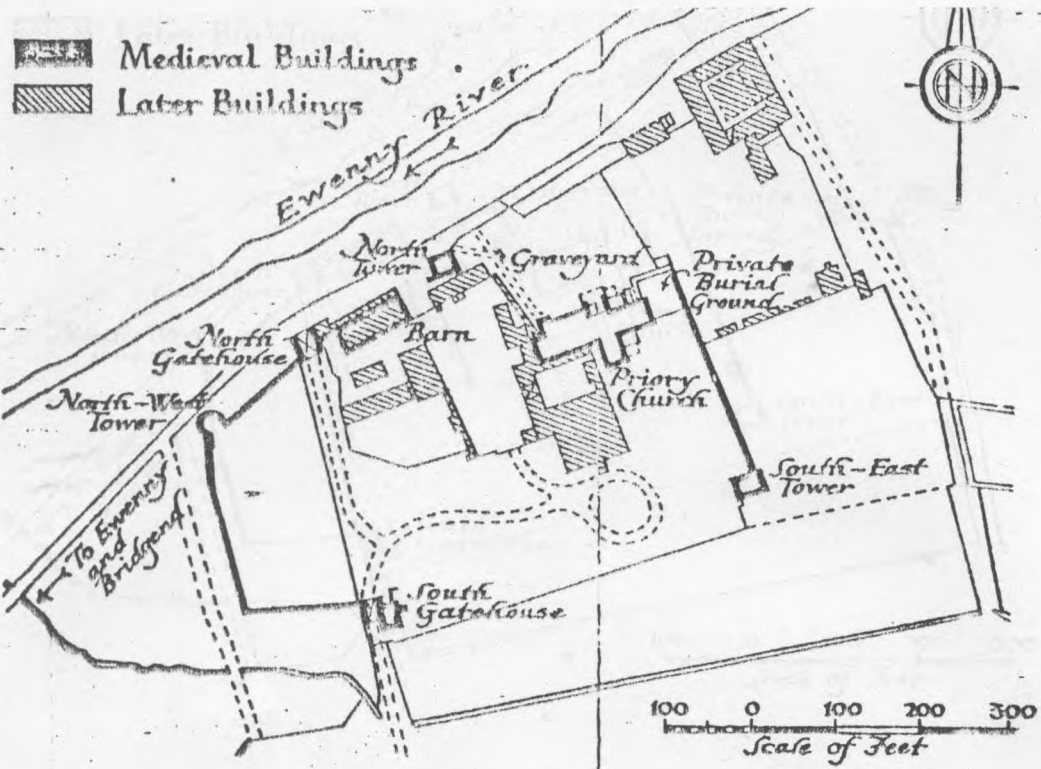 Medieval Buildings
Later Buildings
N
Ewenny River
North
Tower
Graveyard
Private
Burial
Ground
North
Gatehouse
Barn
Priory
Church
North-West
Tower
South-East
Tower
To Ewenny
and
Bridgend
South
Gatehouse
100 0 100 200 300
Scale of Feet